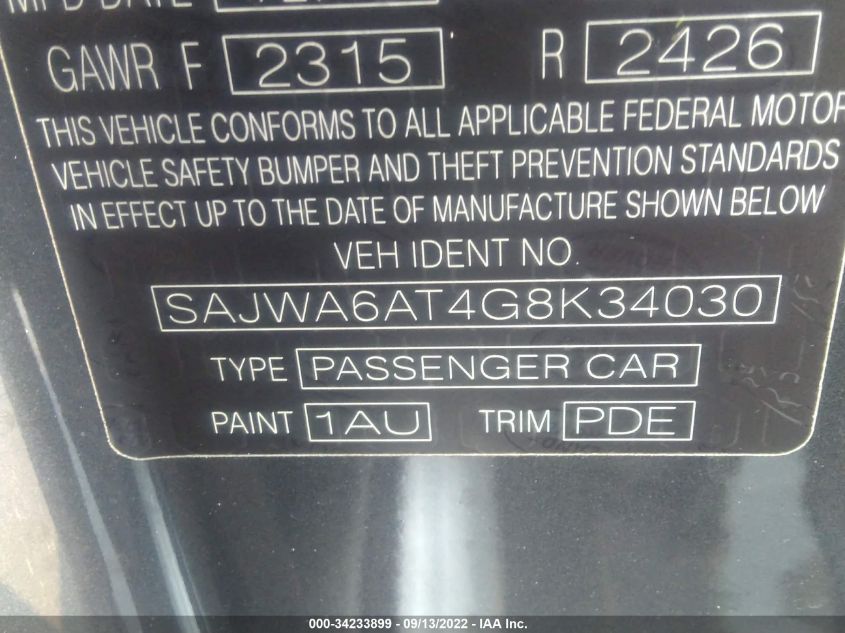 MFD DATE
GAWR F 2315 R 2426
THIS VEHICLE CONFORMS TO ALL APPLICABLE FEDERAL MOTOR
VEHICLE SAFETY BUMPER AND THEFT PREVENTION STANDARDS
IN EFFECT UP TO THE DATE OF MANUFACTURE SHOWN BELOW
VEH IDENT NO.
SAJWA6AT4G8K34030
TYPE PASSENGER CAR
PAINT 1AU TRIM PDE
000-34233899 - 09/13/2022 - IAA Inc.